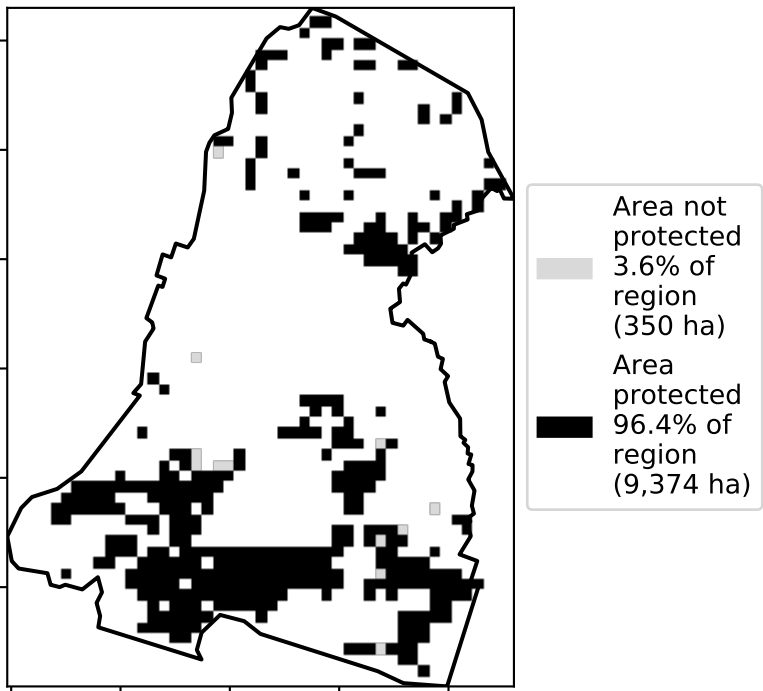 Area not
protected
3.6% of
region
(350 ha)
Area
protected
96.4% of
region
(9,374 ha)